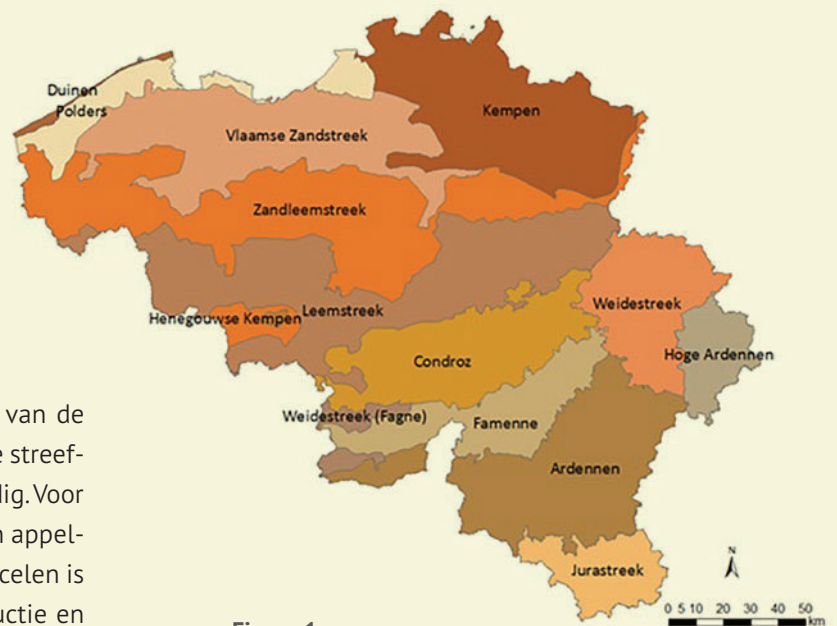 Duinen
Polders
Kempen
Vlaamse Zandstreek
Zandleemstreek
Weidestreek
Henegouwse Kempen
Leemstreek
Hoge Ardennen
Condroz
Weidestreek (Fagne)
Famenne
Ardennen
Jurastreek
N
0 5 10 20 30 40 50
km
van de
e streef-
dig. Voor
n appel-
celen is
uctie en